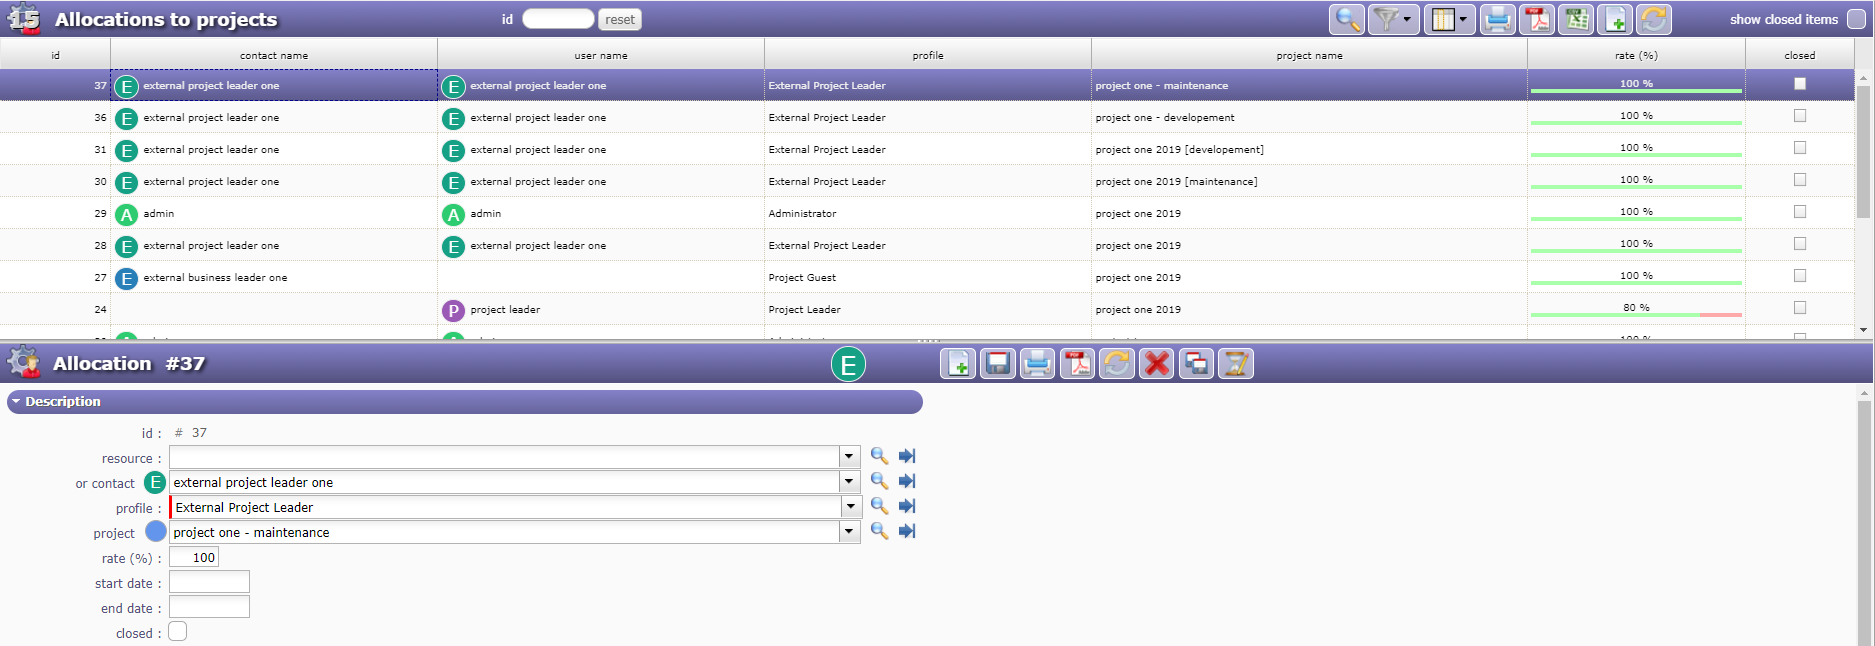 15 Allocations to projects id reset show closed items
id contact name user name profile project name rate (%) closed
37 E external project leader one E external project leader one External Project Leader project one - maintenance 100 %
36 E external project leader one E external project leader one External Project Leader project one - developement 100 %
31 E external project leader one E external project leader one External Project Leader project one 2019 [developement] 100 %
30 E external project leader one E external project leader one External Project Leader project one 2019 [maintenance] 100 %
29 A admin A admin Administrator project one 2019 100 %
28 E external project leader one E external project leader one External Project Leader project one 2019 100 %
27 E external business leader one Project Guest project one 2019 100 %
24 P project leader Project Leader project one 2019 80 %
Allocation #37 E
Description
id : # 37
resource :
or contact E external project leader one
profile : External Project Leader
project project one - maintenance
rate (%) : 100
start date :
end date :
closed :